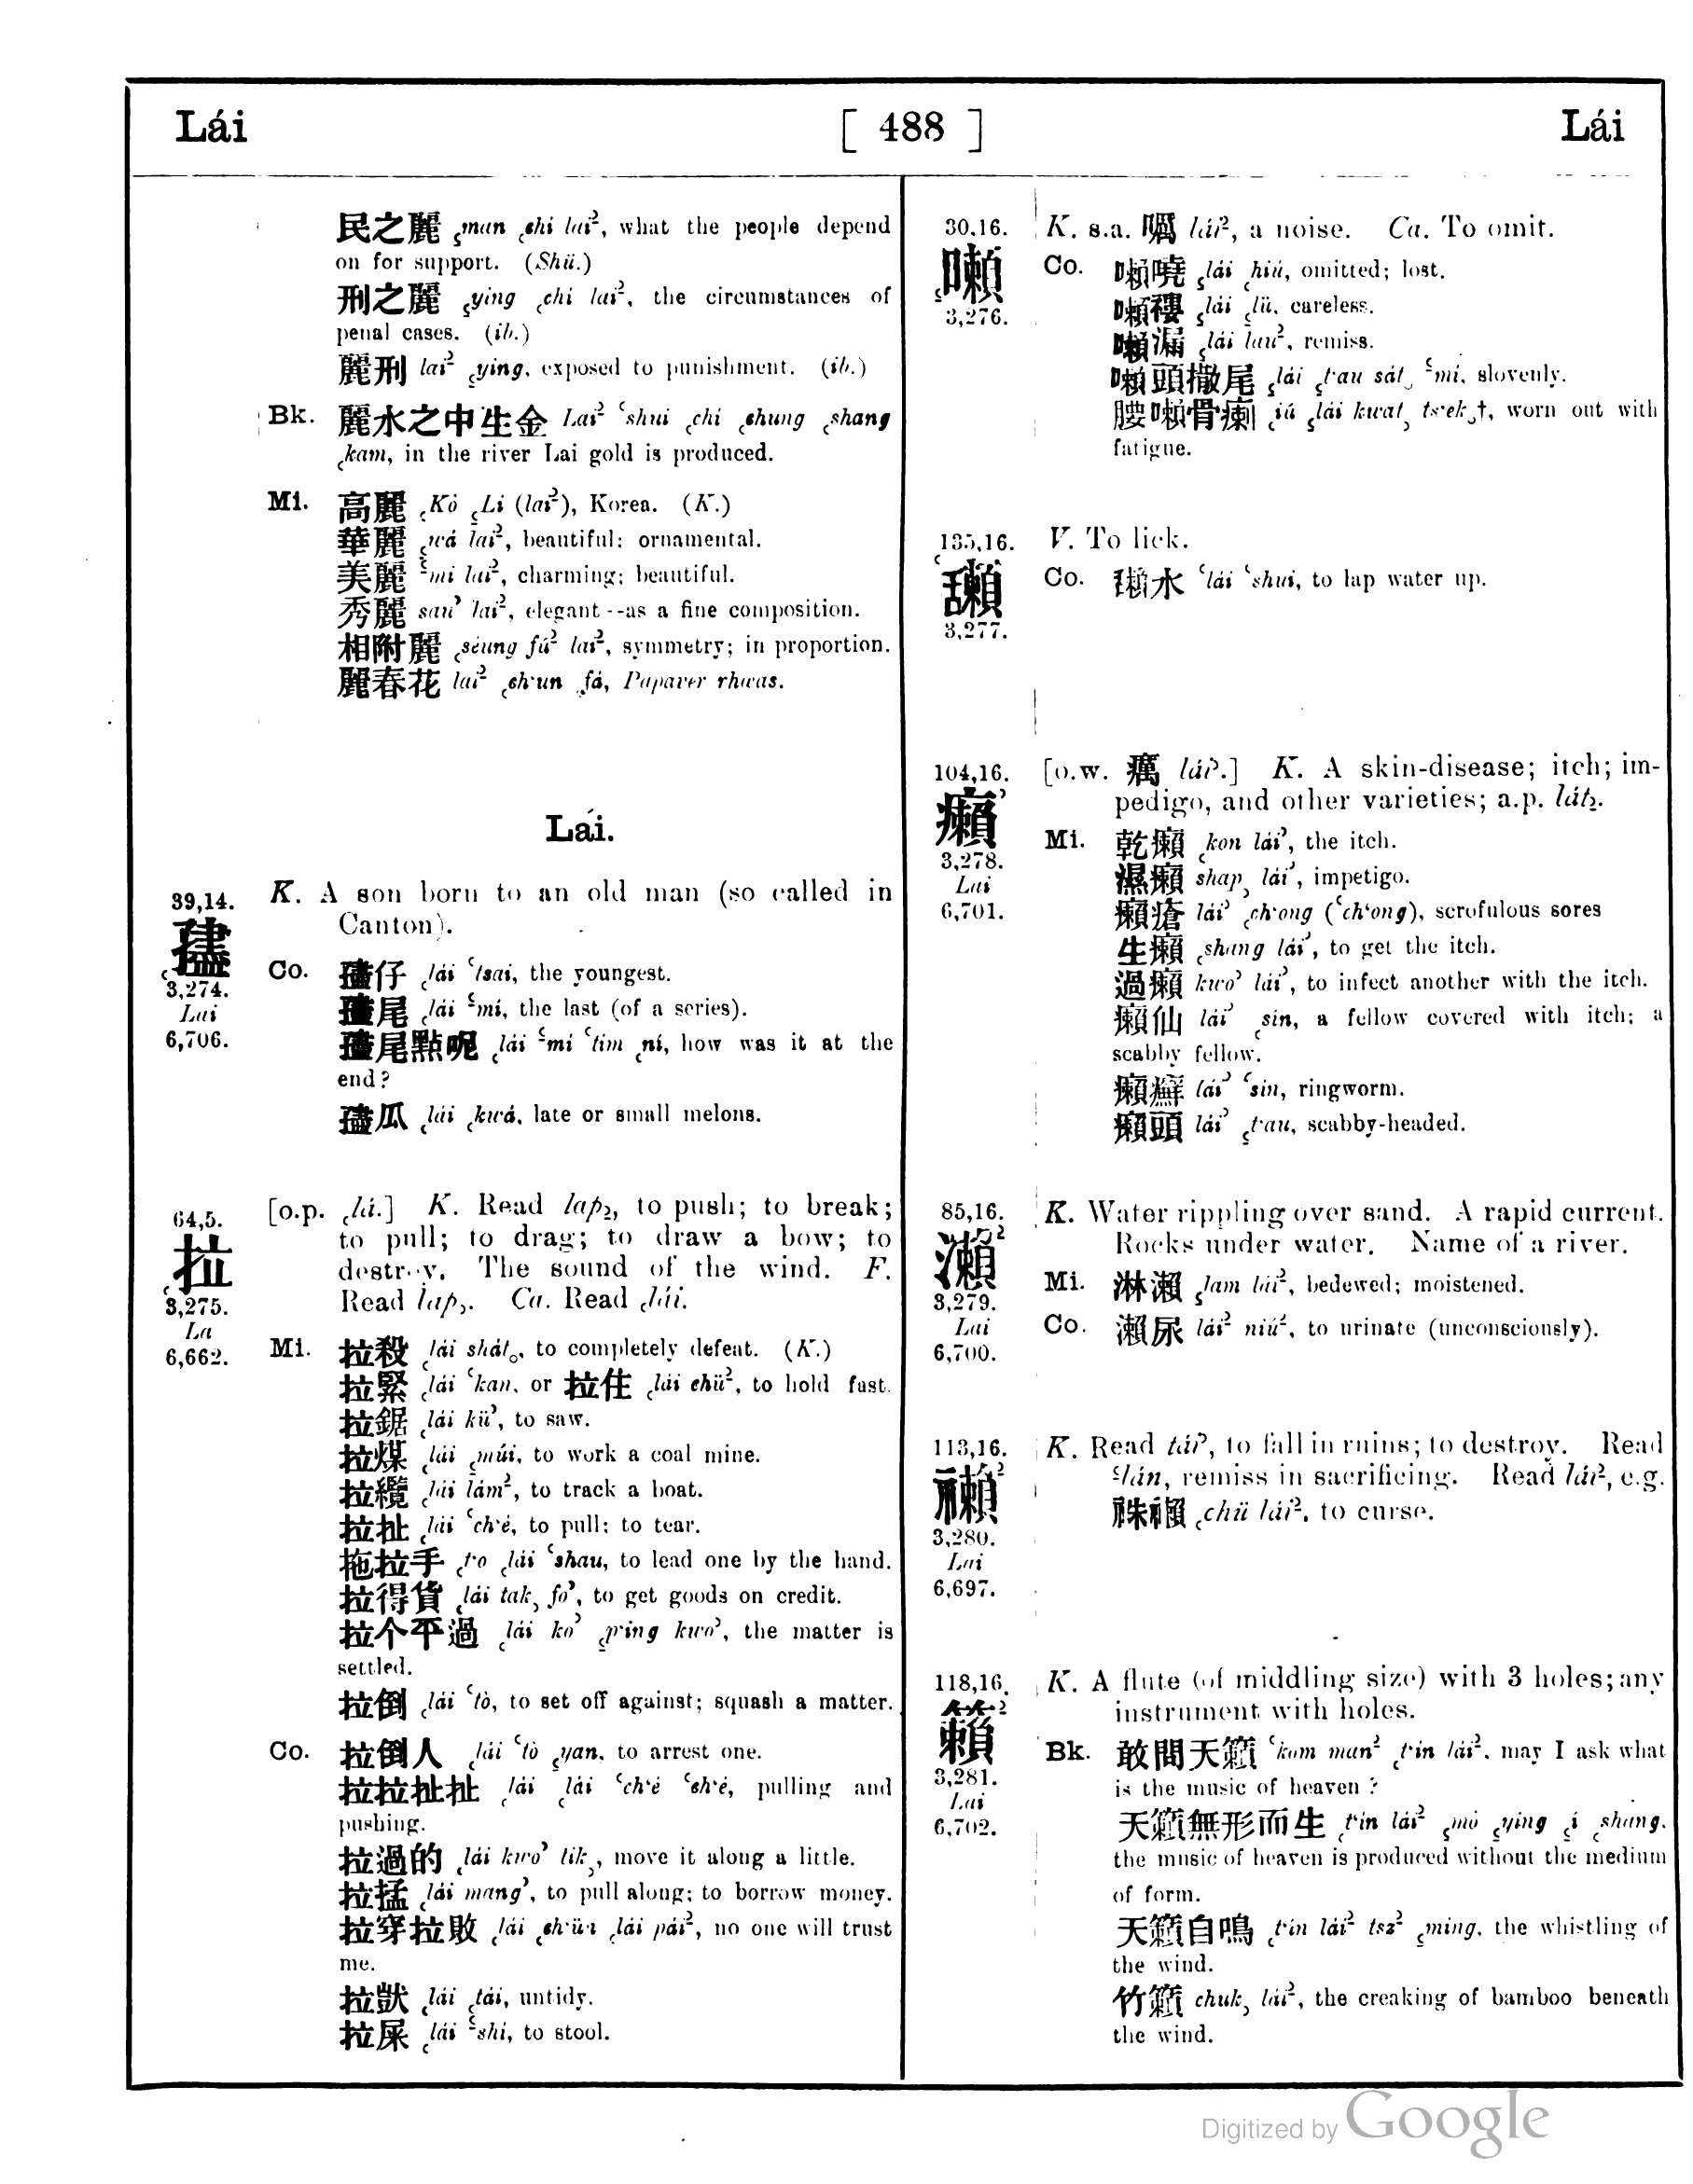 Lái [ 488 ] Lái
民之麗 ꜀man ꜀chi lai², what the people depend
on for support. (Shü.)
刑之麗 ꜁ying ꜀chi lai², the circumstances of
penal cases. (ib.)
麗刑 lai² ꜁ying, exposed to punishment. (ib.)
Bk. 麗水之中生金 Lai² ꜂shui ꜀chi ꜀chung ꜀shang
꜀kam, in the river Lai gold is produced.
Mi. 高麗 ꜀Kò ꜁Li (lai²), Korea. (K.)
華麗 ꜁wá lai², beautiful; ornamental.
美麗 ꜃mi lai², charming; beautiful.
秀麗 sau꜄ lai², elegant--as a fine composition.
相附麗 ꜀séung fú² lai², symmetry; in proportion.
麗春花 lai² ꜀ch‘un ꜀fá, Papaver rhœas.
Lái.
39,14. K. A son born to an old man (so called in
Canton).
꜀孻
3,274.
Lai
6,706.
Co. 孻仔 ꜀lái ꜂tsai, the youngest.
孻尾 ꜀lái ꜃mí, the last (of a series).
孻尾點呢 ꜀lái ꜃mí ꜂tím ꜀ní, how was it at the
end?
孻瓜 ꜀lái ꜀kwá, late or small melons.
64,5. [o.p. ꜀lá.] K. Read lap₂, to push; to break;
to pull; to drag; to draw a bow; to
destroy. The sound of the wind. F.
Read lap꜆. Ca. Read ꜀lái.
꜀拉
3,275.
La
6,662.
Mi. 拉殺 ꜀lái shát。, to completely defeat. (K.)
拉緊 ꜀lái ꜂kan, or 拉住 ꜀lái chü², to hold fast.
拉鋸 ꜀lái kü꜄, to saw.
拉煤 ꜀lái ꜁múi, to work a coal mine.
拉纜 ꜀lái lám², to track a boat.
拉扯 ꜀lái ꜂ch‘é, to pull; to tear.
拖拉手 ꜀t‘o ꜀lái ꜂shau, to lead one by the hand.
拉得貨 ꜀lái tak꜆ fo꜄, to get goods on credit.
拉个平過 ꜀lái ko꜄ ꜁p‘ing kwo꜄, the matter is
settled.
拉倒 ꜀lái ꜂tò, to set off against; squash a matter.
Co. 拉倒人 ꜀lái ꜂tò ꜁yan, to arrest one.
拉拉扯扯 ꜀lái ꜀lái ꜂ch‘é ꜂ch‘é, pulling and
pushing.
拉過的 ꜀lái kwo꜄ tik꜆, move it along a little.
拉掹 ꜀lái mang꜄, to pull along; to borrow money.
拉穿拉敗 ꜀lái ꜀ch‘ün ꜀lái pái², no one will trust
me.
拉獃 ꜀lái ꜀tái, untidy.
拉屎 ꜀lái ꜃shí, to stool.
30,16. K. s.a. 囑 lái², a noise. Ca. To omit.
꜁嚹
3,276.
Co. 嚹嘵 ꜁lái ꜀hiú, omitted; lost.
嚹褸 ꜁lái ꜀lü, careless.
嚹漏 ꜁lái lau², remiss.
嚹頭撒尾 ꜁lái ꜁t‘au sát꜆ ꜃mí, slovenly.
腰嚹骨瘌 ꜀iú ꜁lái kwat꜆ ts‘ek꜆†, worn out with
fatigue.
135,16. V. To lick.
3,277.
Co. 水 ꜂lái ꜂shui, to lap water up.
104,16. [o.w. 癘 lái꜄.] K. A skin-disease; itch; im-
pedigo, and other varieties; a.p. lát₂.
癩꜄
3,278.
Lai
6,701.
Mi. 乾癩 ꜀kon lái꜄, the itch.
濕癩 shap꜆ lái꜄, impetigo.
癩瘡 lái꜄ ꜀ch‘ong (꜂ch‘ong), scrofulous sores
生癩 ꜀shang lái꜄, to get the itch.
過癩 kwo꜄ lái꜄, to infect another with the itch.
癩仙 lái꜄ ꜀sin, a fellow covered with itch; a
scabby fellow.
癩癬 lái꜄ ꜂sin, ringworm.
癩頭 lái꜄ ꜁t‘au, scabby-headed.
85,16. K. Water rippling over sand. A rapid current.
Rocks under water. Name of a river.
瀨²
3,279.
Lai
6,700.
Mi. 淋瀨 ꜁lam lái², bedewed; moistened.
Co. 瀨尿 lái² niú², to urinate (unconsciously).
113,16. K. Read tái꜄, to fall in ruins; to destroy. Read
꜃lán, remiss in sacrificing. Read lái², e.g.
祩 ꜀chü lái², to curse.
3,280.
Lai
6,697.
118,16. K. A flute (of middling size) with 3 holes; any
instrument with holes.
籟²
3,281.
Lai
6,702.
Bk. 敢問天籟 ꜂kom man² ꜀t‘in lái², may I ask what
is the music of heaven?
天籟無形而生 ꜀t‘in lái² ꜁mò ꜁ying ꜁í ꜀shang,
the music of heaven is produced without the medium
of form.
天籟自鳴 ꜀t‘in lái² tsz² ꜁ming, the whistling of
the wind.
竹籟 chuk꜆ lái², the creaking of bamboo beneath
the wind.
Digitized by Google